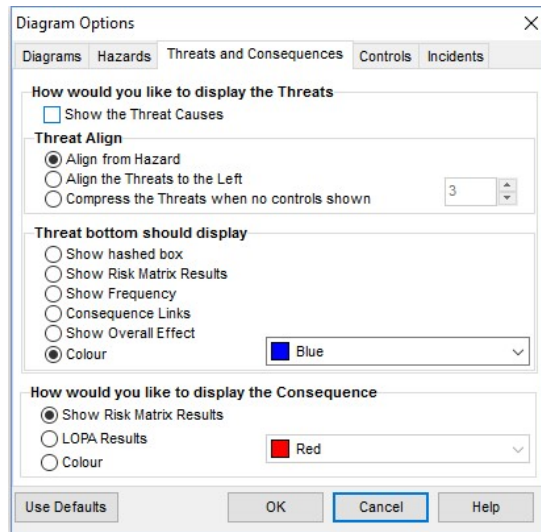 Diagram Options
Diagrams Hazards Threats and Consequences Controls Incidents
How would you like to display the Threats
Show the Threat Causes
Threat Align
Align from Hazard
Align the Threats to the Left
Compress the Threats when no controls shown 3
Threat bottom should display
Show hashed box
Show Risk Matrix Results
Show Frequency
Consequence Links
Show Overall Effect
Colour Blue
How would you like to display the Consequence
Show Risk Matrix Results
LOPA Results
Red
Colour
Use Defaults OK Cancel Help